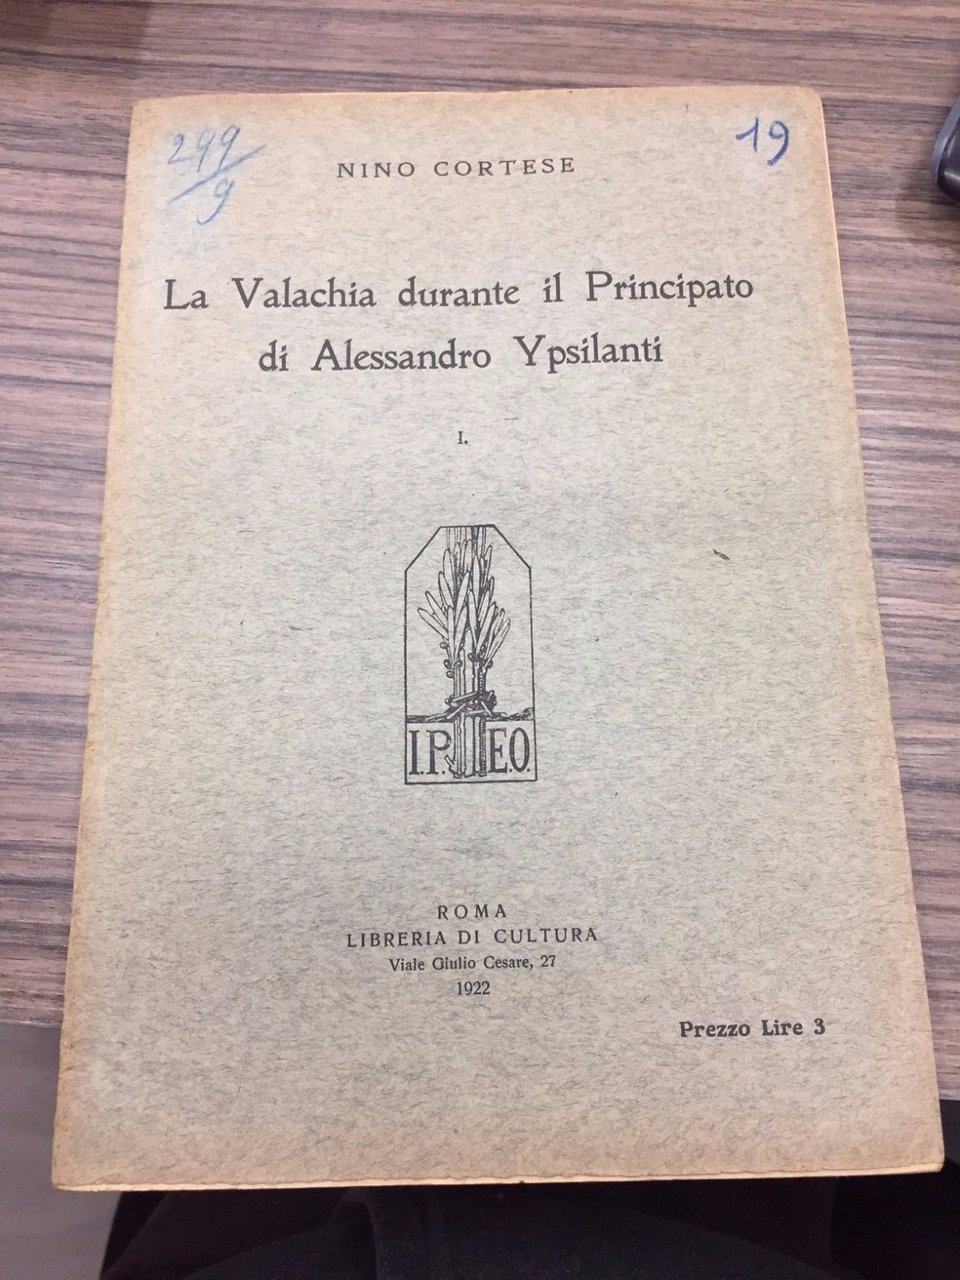 299/9
19
NINO CORTESE
La Valachia durante il Principato
di Alessandro Ypsilanti
I.
I.P.E.O.
ROMA
LIBRERIA DI CULTURA
Viale Giulio Cesare, 27
1922
Prezzo Lire 3